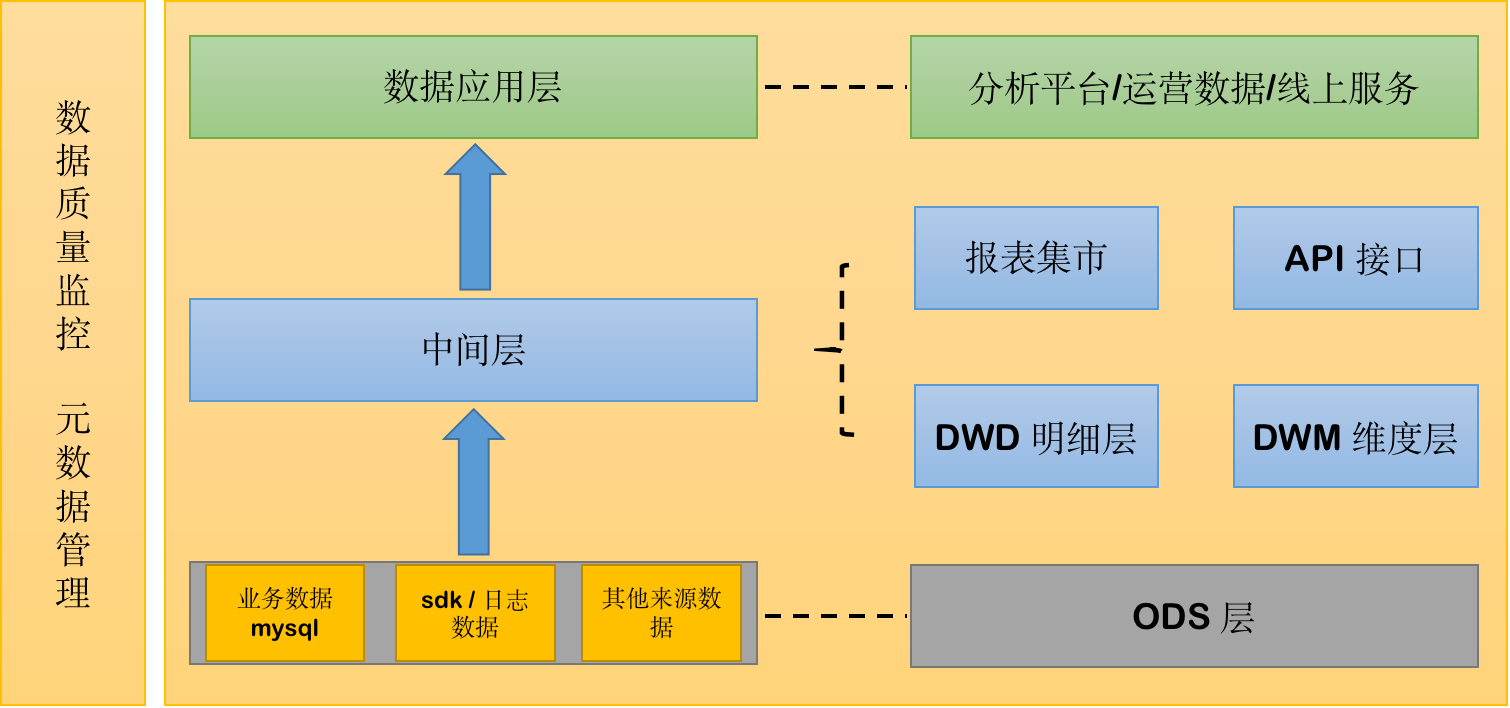 数据质量监控
元数据管理
数据应用层
分析平台/运营数据/线上服务
报表集市
API 接口
中间层
DWD 明细层
DWM 维度层
业务数据
mysql
sdk / 日志
数据
其他来源数
据
ODS 层